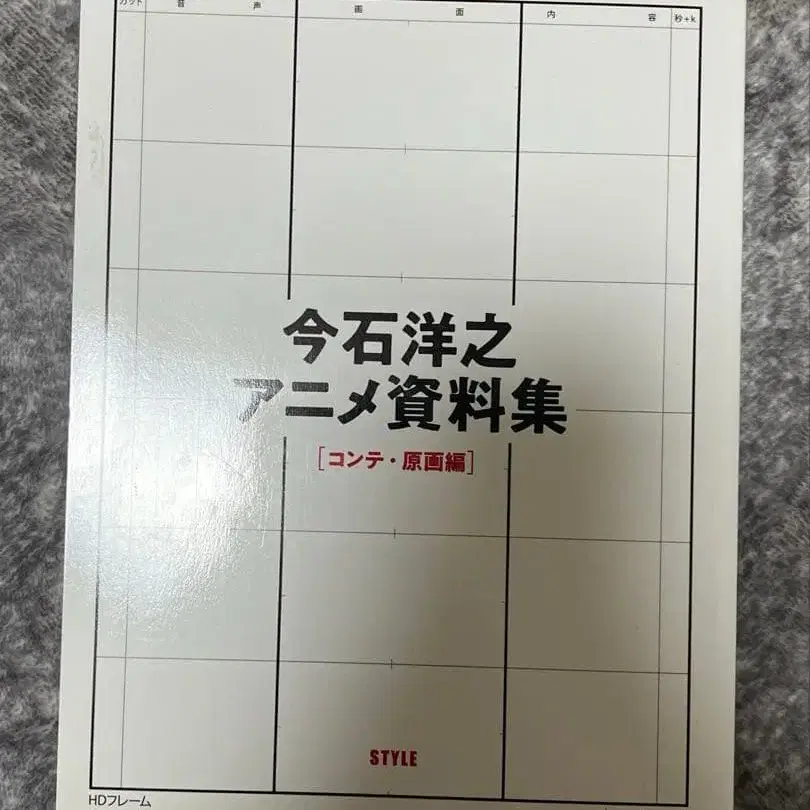 カット 音 声 画 面 内 容 秒+k
今石洋之
アニメ資料集
[コンテ・原画編]
STYLE
HDフレーム